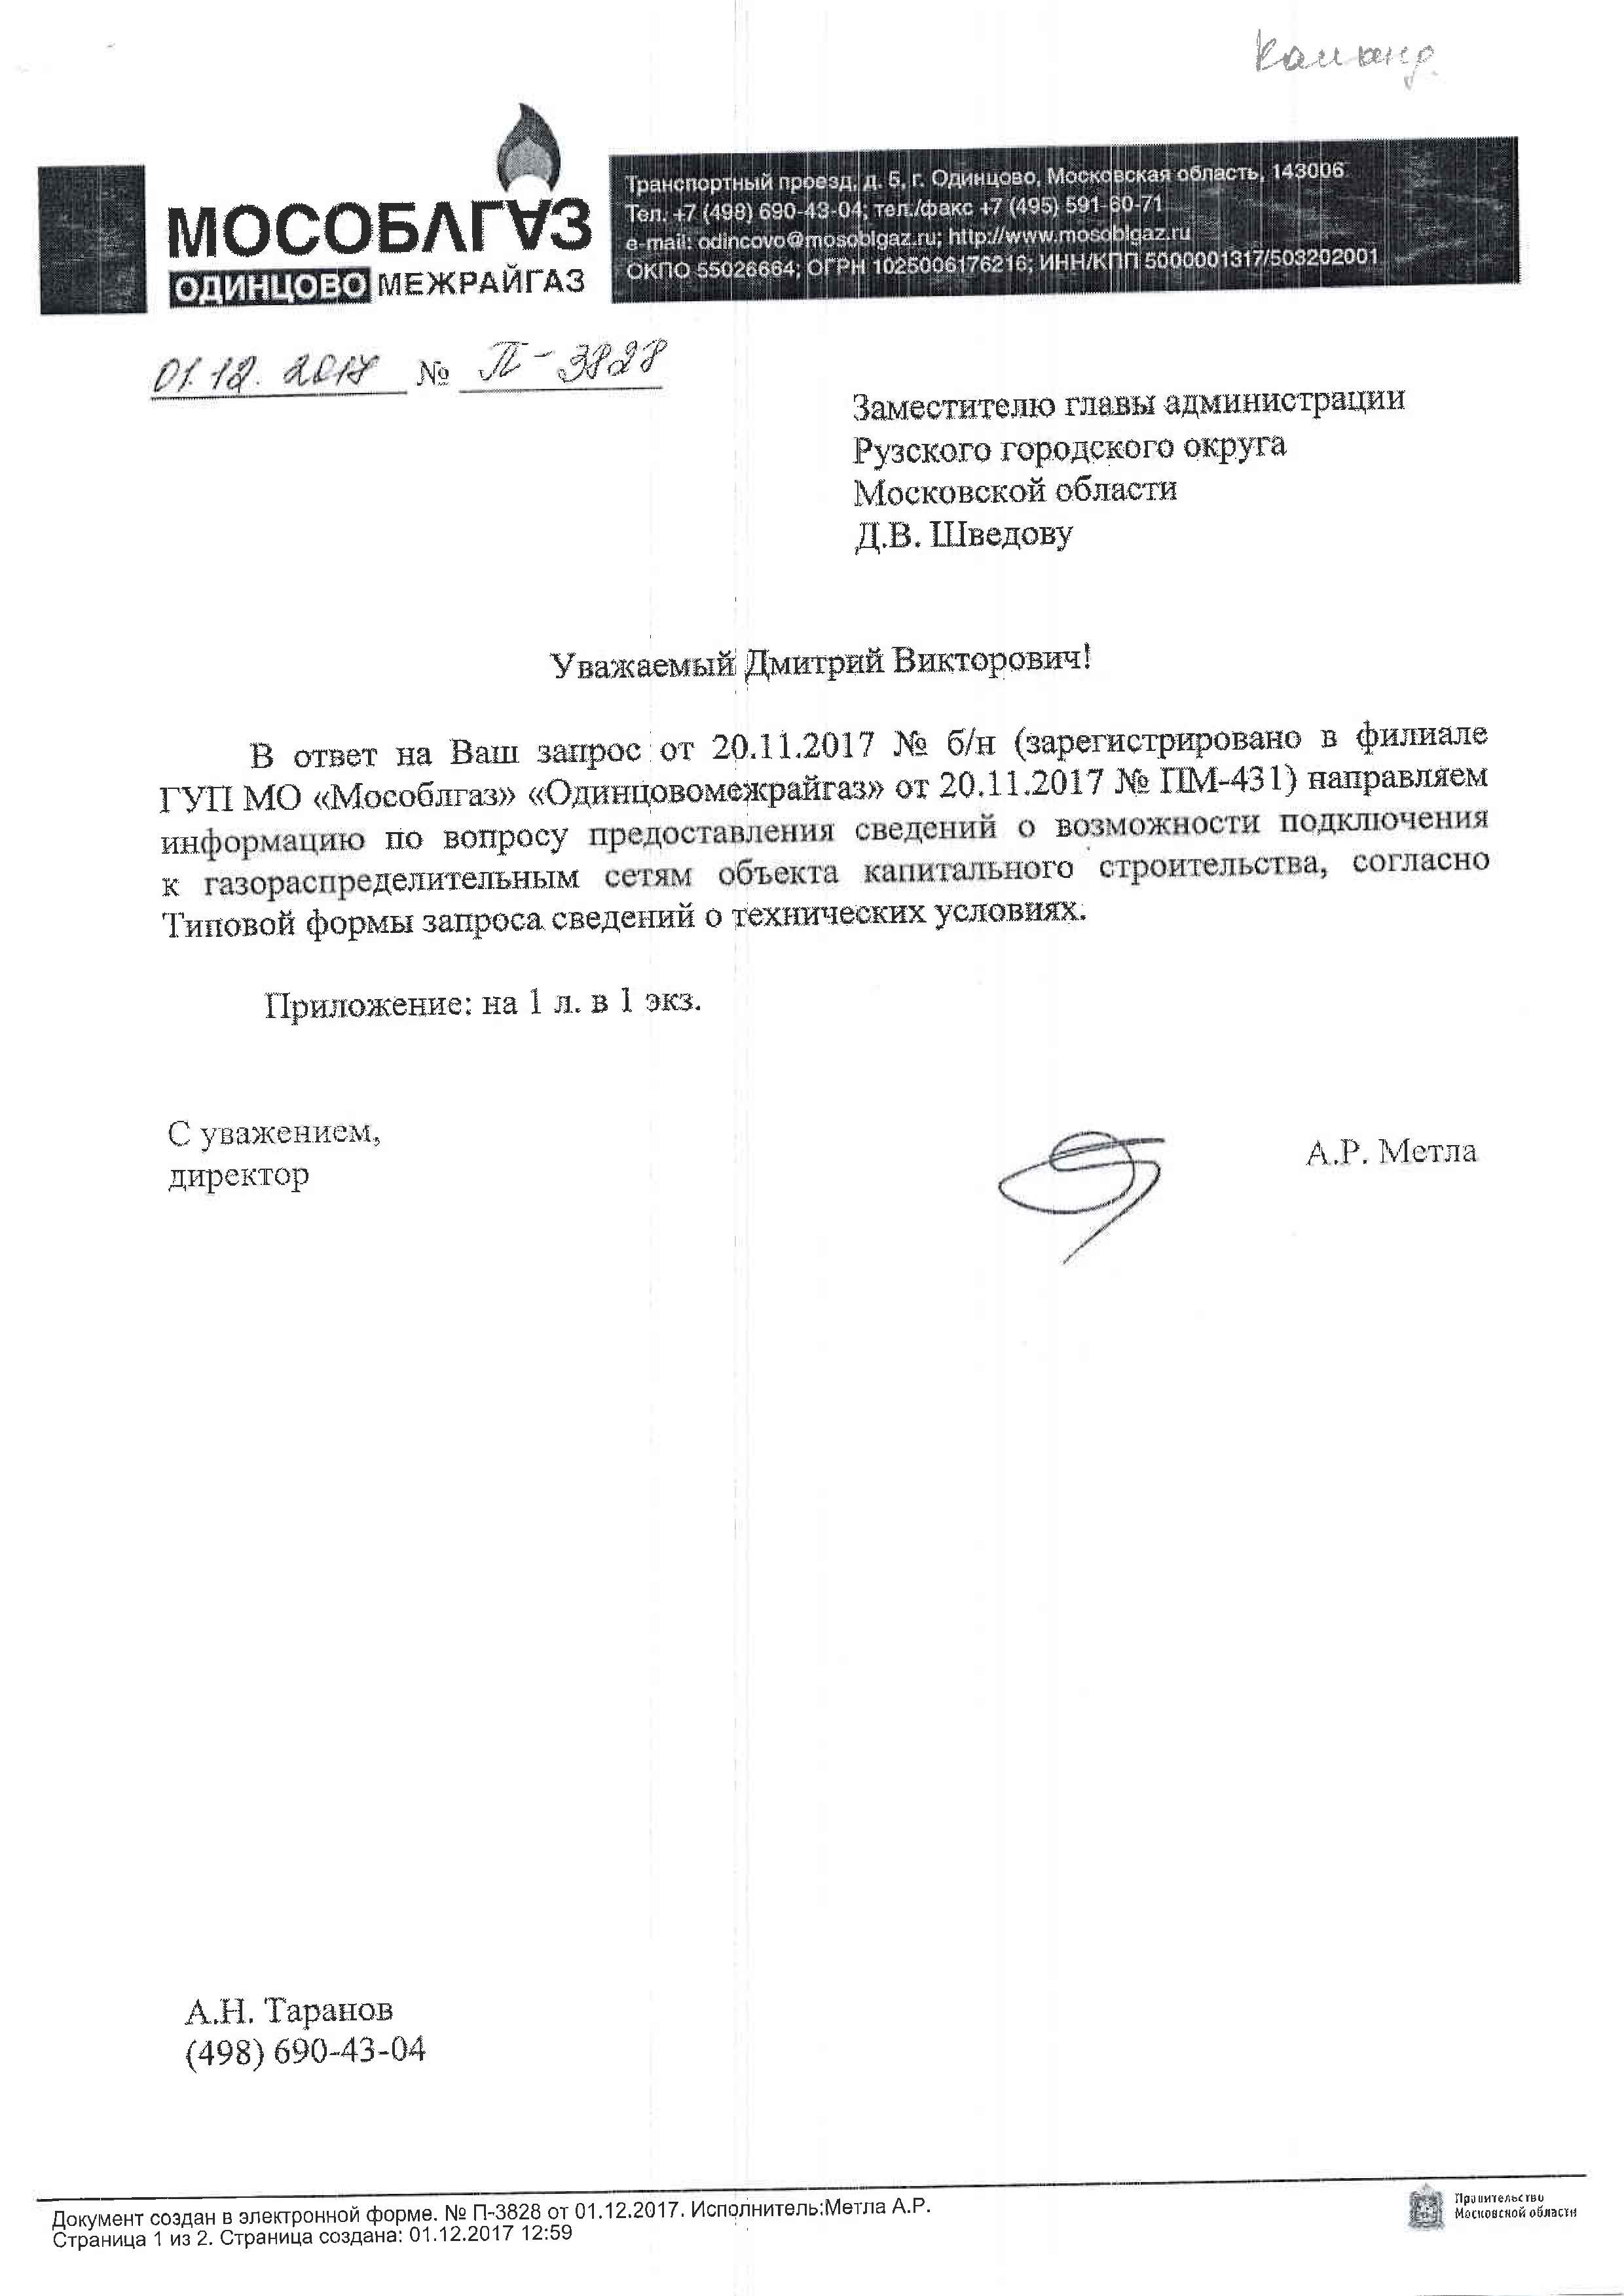 МОСОБЛГАЗ
ОДИНЦОВО МЕЖРАЙГАЗ
Транспортный проезд, д. 5, г. Одинцово, Московская область, 143006
Тел. +7 (498) 690-43-04; тел./факс +7 (495) 591-60-71
e-mail: odincovo@mosoblgaz.ru; http://www.mosoblgaz.ru
ОКПО 55026664; ОГРН 1025006176216; ИНН/КПП 5000001317/503202001
01.12.2017 № П-3828
Заместителю главы администрации
Рузского городского округа
Московской области
Д.В. Шведову
Уважаемый Дмитрий Викторович!
В ответ на Ваш запрос от 20.11.2017 № б/н (зарегистрировано в филиале
ГУП МО «Мособлгаз» «Одинцовомежрайгаз» от 20.11.2017 № ПМ-431) направляем
информацию по вопросу предоставления сведений о возможности подключения
к газораспределительным сетям объекта капитального строительства, согласно
Типовой формы запроса сведений о технических условиях.
Приложение: на 1 л. в 1 экз.
С уважением,
директор
А.Р. Метла
А.Н. Таранов
(498) 690-43-04
Документ создан в электронной форме. № П-3828 от 01.12.2017. Исполнитель:Метла А.Р.
Страница 1 из 2. Страница создана: 01.12.2017 12:59
Правительство
Московской области